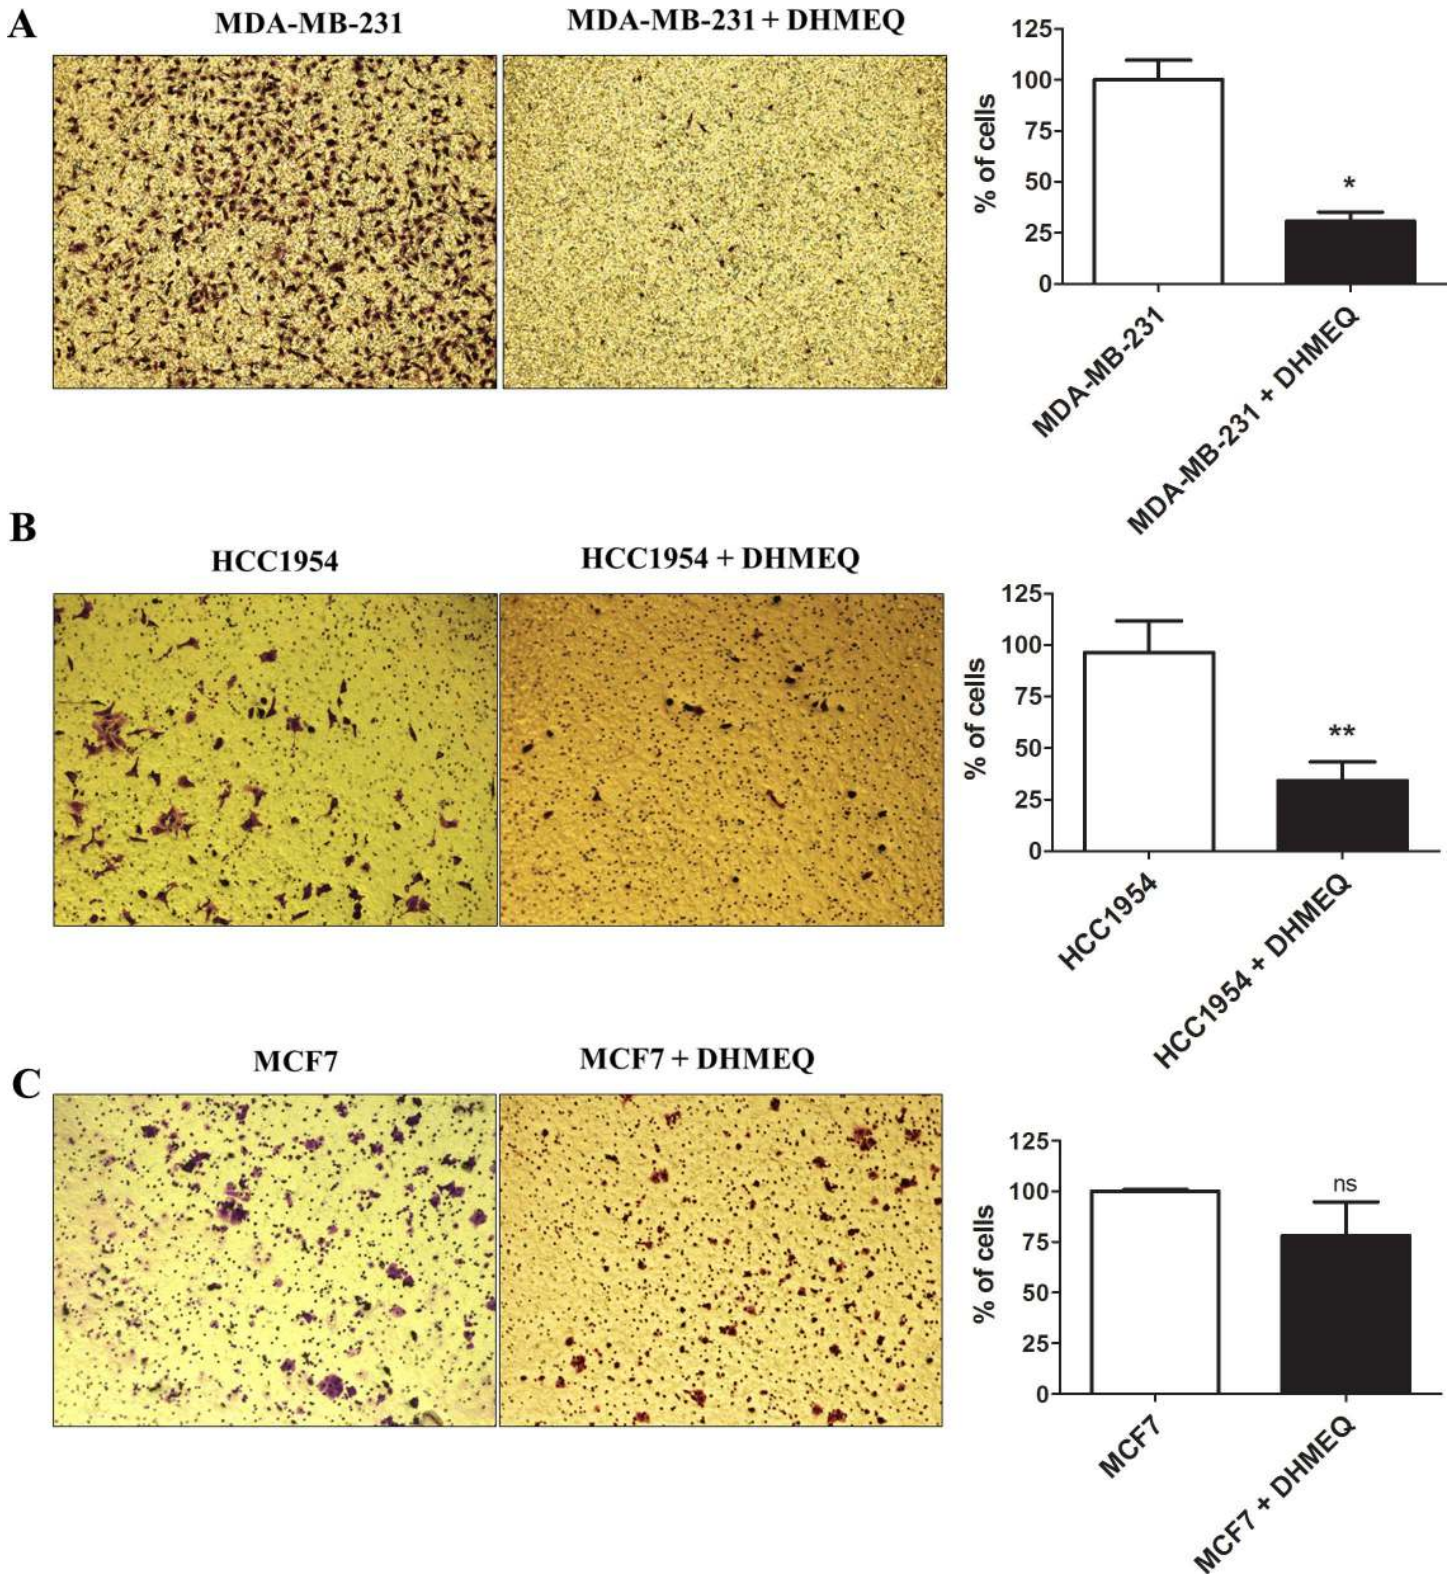 A
MDA-MB-231
MDA-MB-231 + DHMEQ
125
100
75
50
25
0
% of cells
*
MDA-MB-231
MDA-MB-231 + DHMEQ
B
HCC1954
HCC1954 + DHMEQ
125
100
75
50
25
0
% of cells
**
HCC1954
HCC1954 + DHMEQ
C
MCF7
MCF7 + DHMEQ
125
100
75
50
25
0
% of cells
ns
MCF7
MCF7 + DHMEQ